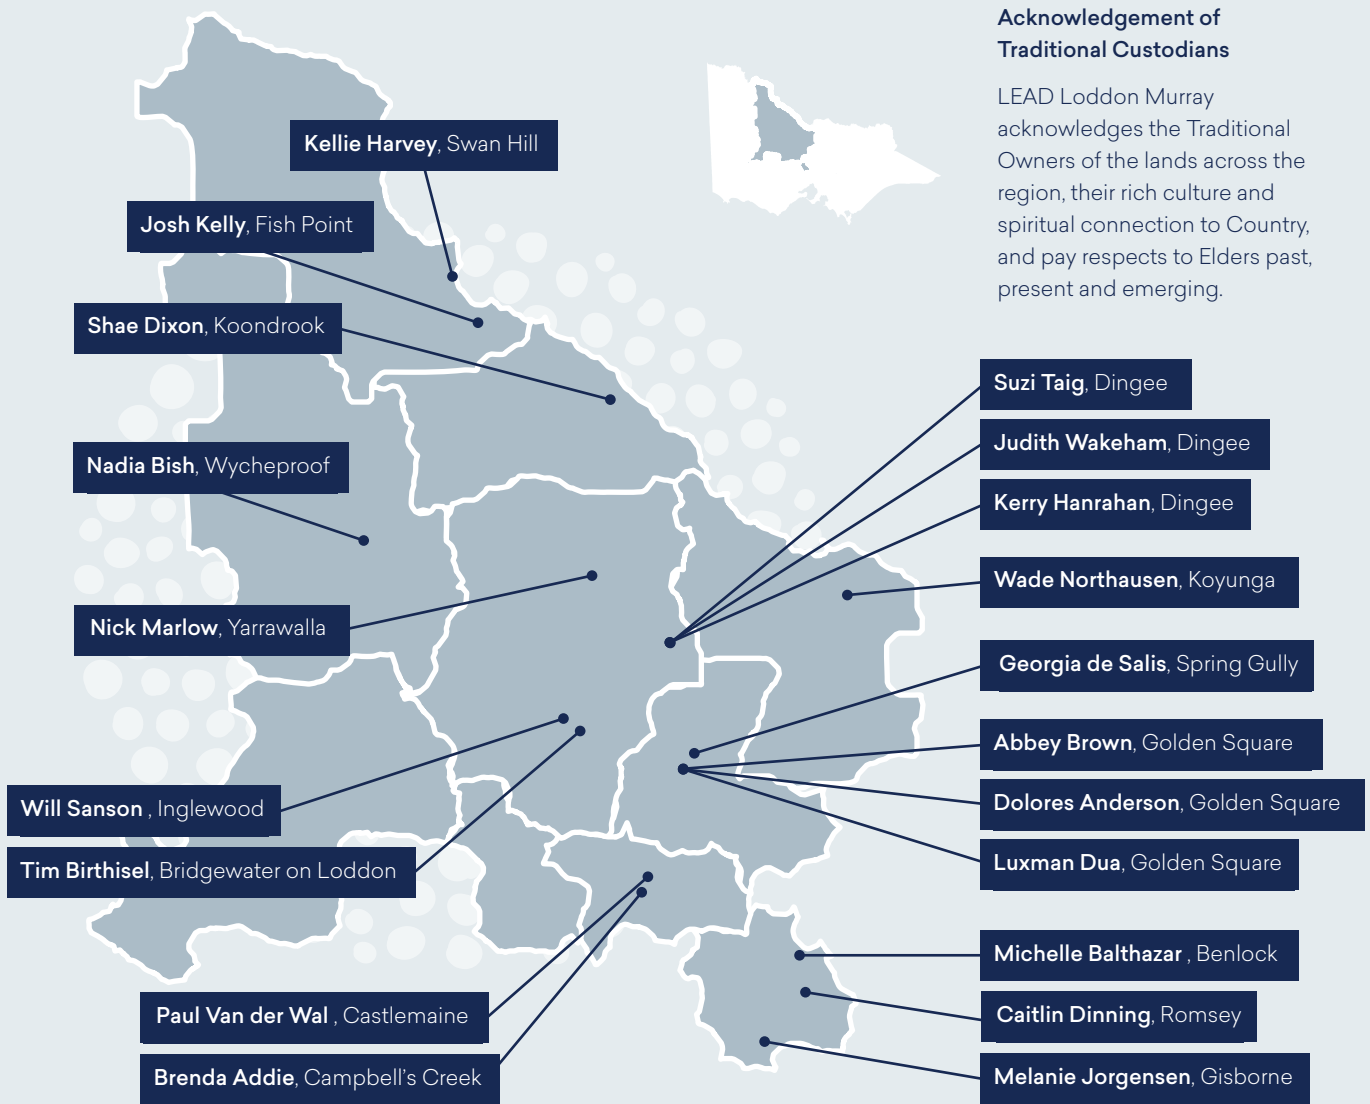 Acknowledgement of
Traditional Custodians
LEAD Loddon Murray
acknowledges the Traditional
Owners of the lands across the
region, their rich culture and
spiritual connection to Country,
and pay respects to Elders past,
present and emerging.
Kellie Harvey, Swan Hill
Josh Kelly, Fish Point
Shae Dixon, Koondrook
Nadia Bish, Wycheproof
Nick Marlow, Yarrawalla
Will Sanson , Inglewood
Tim Birthisel, Bridgewater on Loddon
Paul Van der Wal , Castlemaine
Brenda Addie, Campbell’s Creek
Suzi Taig, Dingee
Judith Wakeham, Dingee
Kerry Hanrahan, Dingee
Wade Northausen, Koyunga
Georgia de Salis, Spring Gully
Abbey Brown, Golden Square
Dolores Anderson, Golden Square
Luxman Dua, Golden Square
Michelle Balthazar , Benlock
Caitlin Dinning, Romsey
Melanie Jorgensen, Gisborne